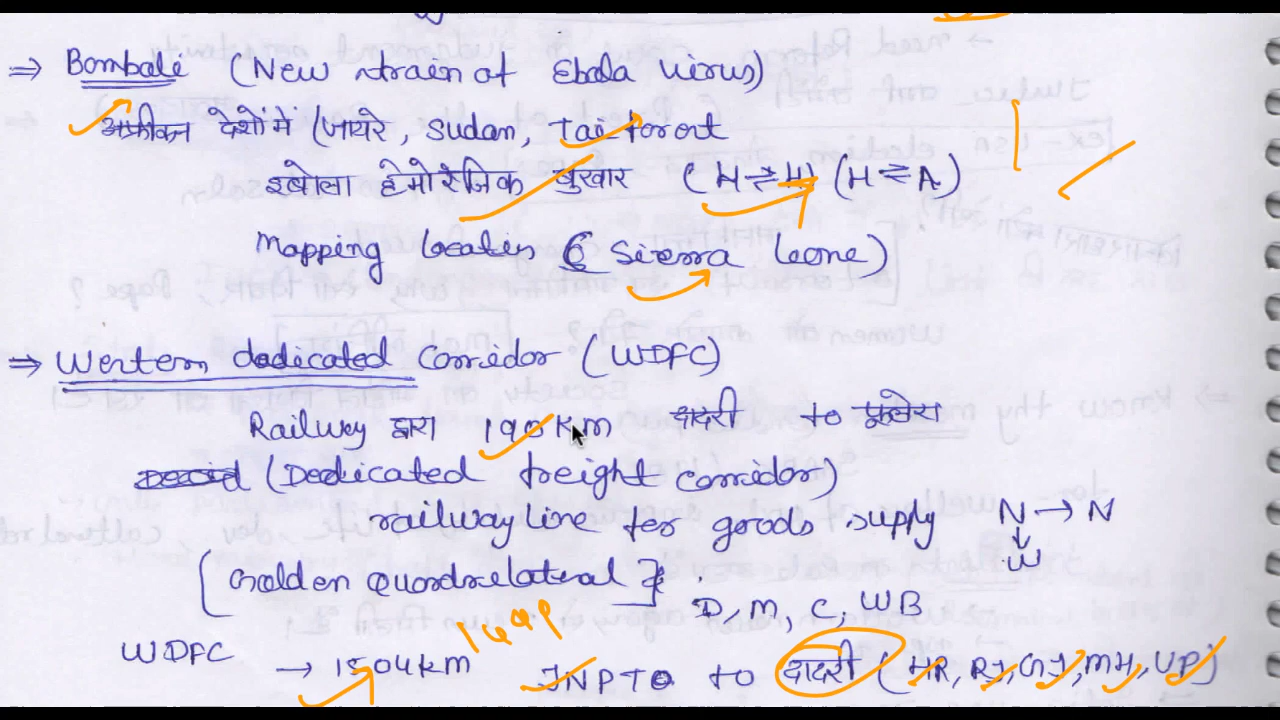 ⇒ Bombali (New strain of Ebola virus)
अफ्रीकन देशों में (जायरे, Sudan, Tai forest
इबोला हेमोरेजिक बुखार (H⇌H) (H⇌A)
Mapping location (Sierra Leone)
⇒ Western dedicated Corridor (WDFC)
Railway द्वारा 190 km दादरी to फुलेरा
(Dedicated freight corridor)
railway line for goods supply N → N
↓
W
(Golden quadrilateral
D, M, C, WB
1499
WDFC → 1504 km JNPT to दादरी (HR, RJ, GJ, MH, UP)